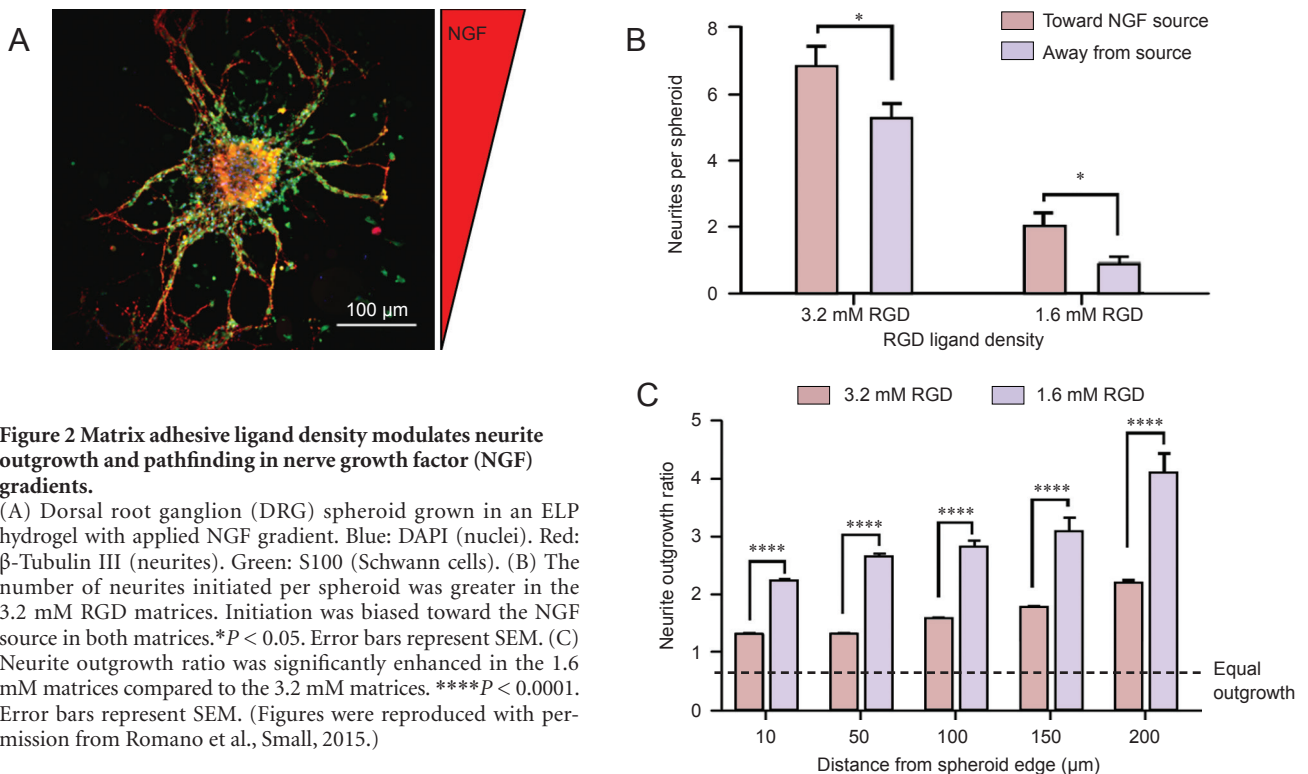 A
NGF
100 µm
B
Toward NGF source
Away from source
*
*
Neurites per spheroid
8
6
4
2
0
3.2 mM RGD
1.6 mM RGD
RGD ligand density
Figure 2 Matrix adhesive ligand density modulates neurite
outgrowth and pathfinding in nerve growth factor (NGF)
gradients.
(A) Dorsal root ganglion (DRG) spheroid grown in an ELP
hydrogel with applied NGF gradient. Blue: DAPI (nuclei). Red:
β-Tubulin III (neurites). Green: S100 (Schwann cells). (B) The
number of neurites initiated per spheroid was greater in the
3.2 mM RGD matrices. Initiation was biased toward the NGF
source in both matrices.*P < 0.05. Error bars represent SEM. (C)
Neurite outgrowth ratio was significantly enhanced in the 1.6
mM matrices compared to the 3.2 mM matrices. ****P < 0.0001.
Error bars represent SEM. (Figures were reproduced with per-
mission from Romano et al., Small, 2015.)
C
3.2 mM RGD
1.6 mM RGD
Neurite outgrowth ratio
5
4
3
2
1
0
****
****
****
****
****
Equal
outgrowth
10
50
100
150
200
Distance from spheroid edge (µm)